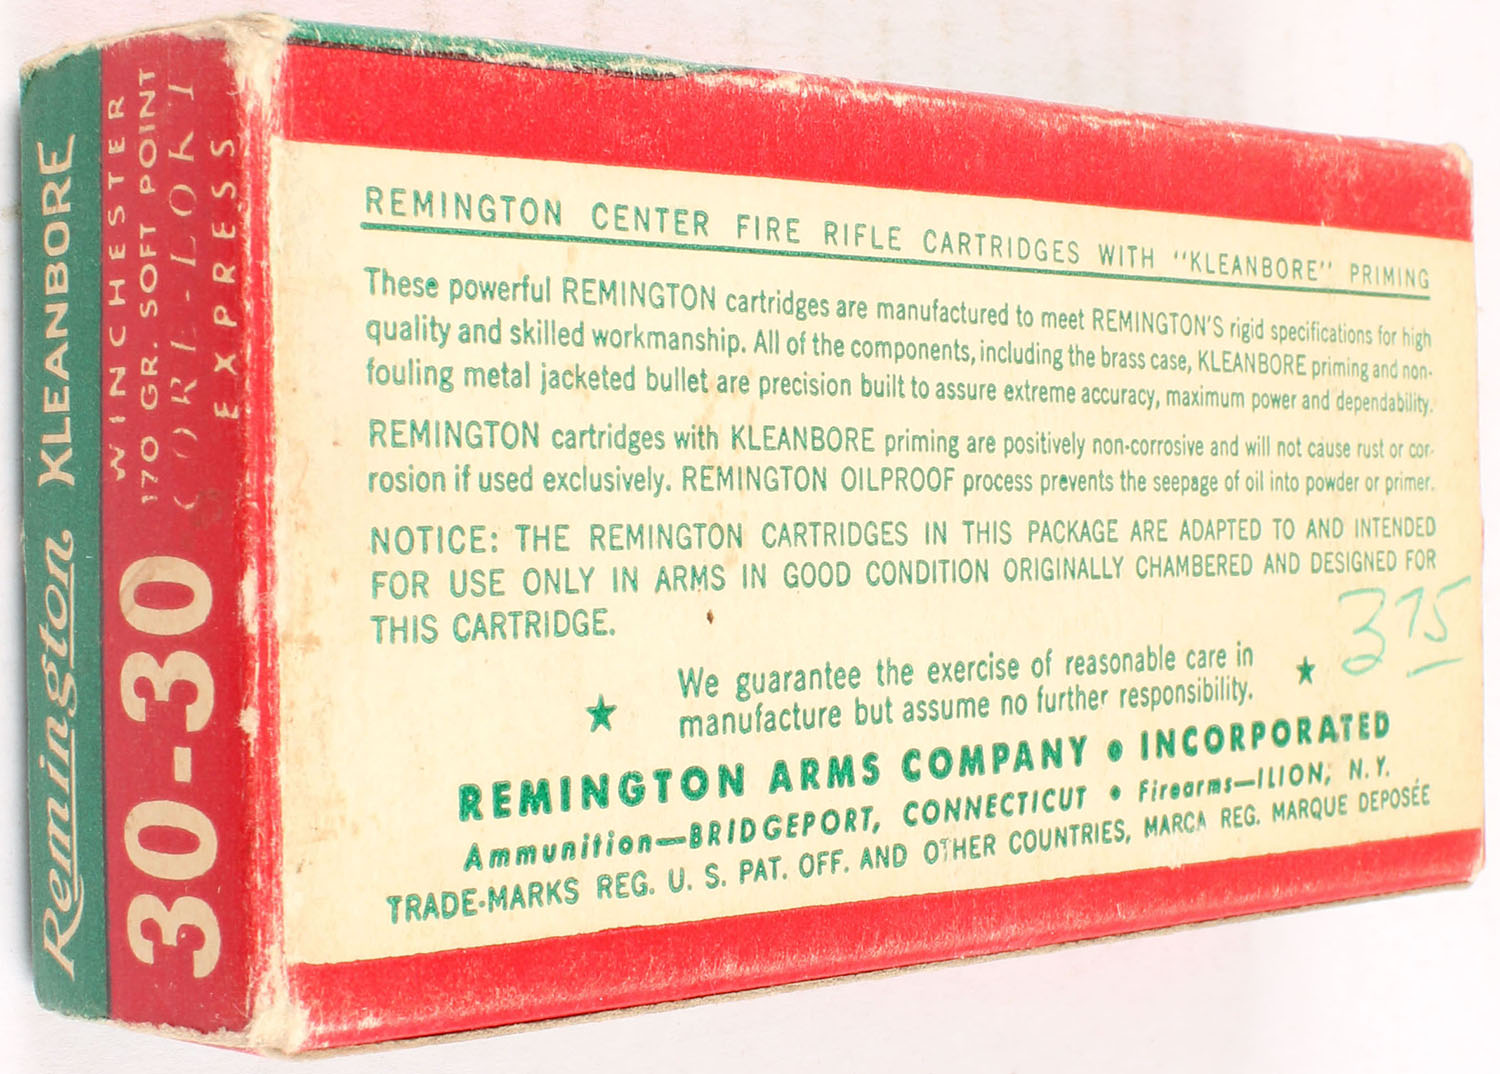 Remington KLEANBORE
30-30
WINCHESTER
170 GR. SOFT POINT
CORE-LOKT
EXPRESS
REMINGTON CENTER FIRE RIFLE CARTRIDGES WITH "KLEANBORE" PRIMING
These powerful REMINGTON cartridges are manufactured to meet REMINGTON'S rigid specifications for high
quality and skilled workmanship. All of the components, including the brass case, KLEANBORE priming and non-
fouling metal jacketed bullet are precision built to assure extreme accuracy, maximum power and dependability.
REMINGTON cartridges with KLEANBORE priming are positively non-corrosive and will not cause rust or cor-
rosion if used exclusively. REMINGTON OILPROOF process prevents the seepage of oil into powder or primer.
NOTICE: THE REMINGTON CARTRIDGES IN THIS PACKAGE ARE ADAPTED TO AND INTENDED
FOR USE ONLY IN ARMS IN GOOD CONDITION ORIGINALLY CHAMBERED AND DESIGNED FOR
THIS CARTRIDGE.
375
We guarantee the exercise of reasonable care in
manufacture but assume no further responsibility.
REMINGTON ARMS COMPANY • INCORPORATED
Ammunition—BRIDGEPORT, CONNECTICUT • Firearms—ILION, N.Y.
TRADE-MARKS REG. U. S. PAT. OFF. AND OTHER COUNTRIES, MARCA REG. MARQUE DEPOSÉE